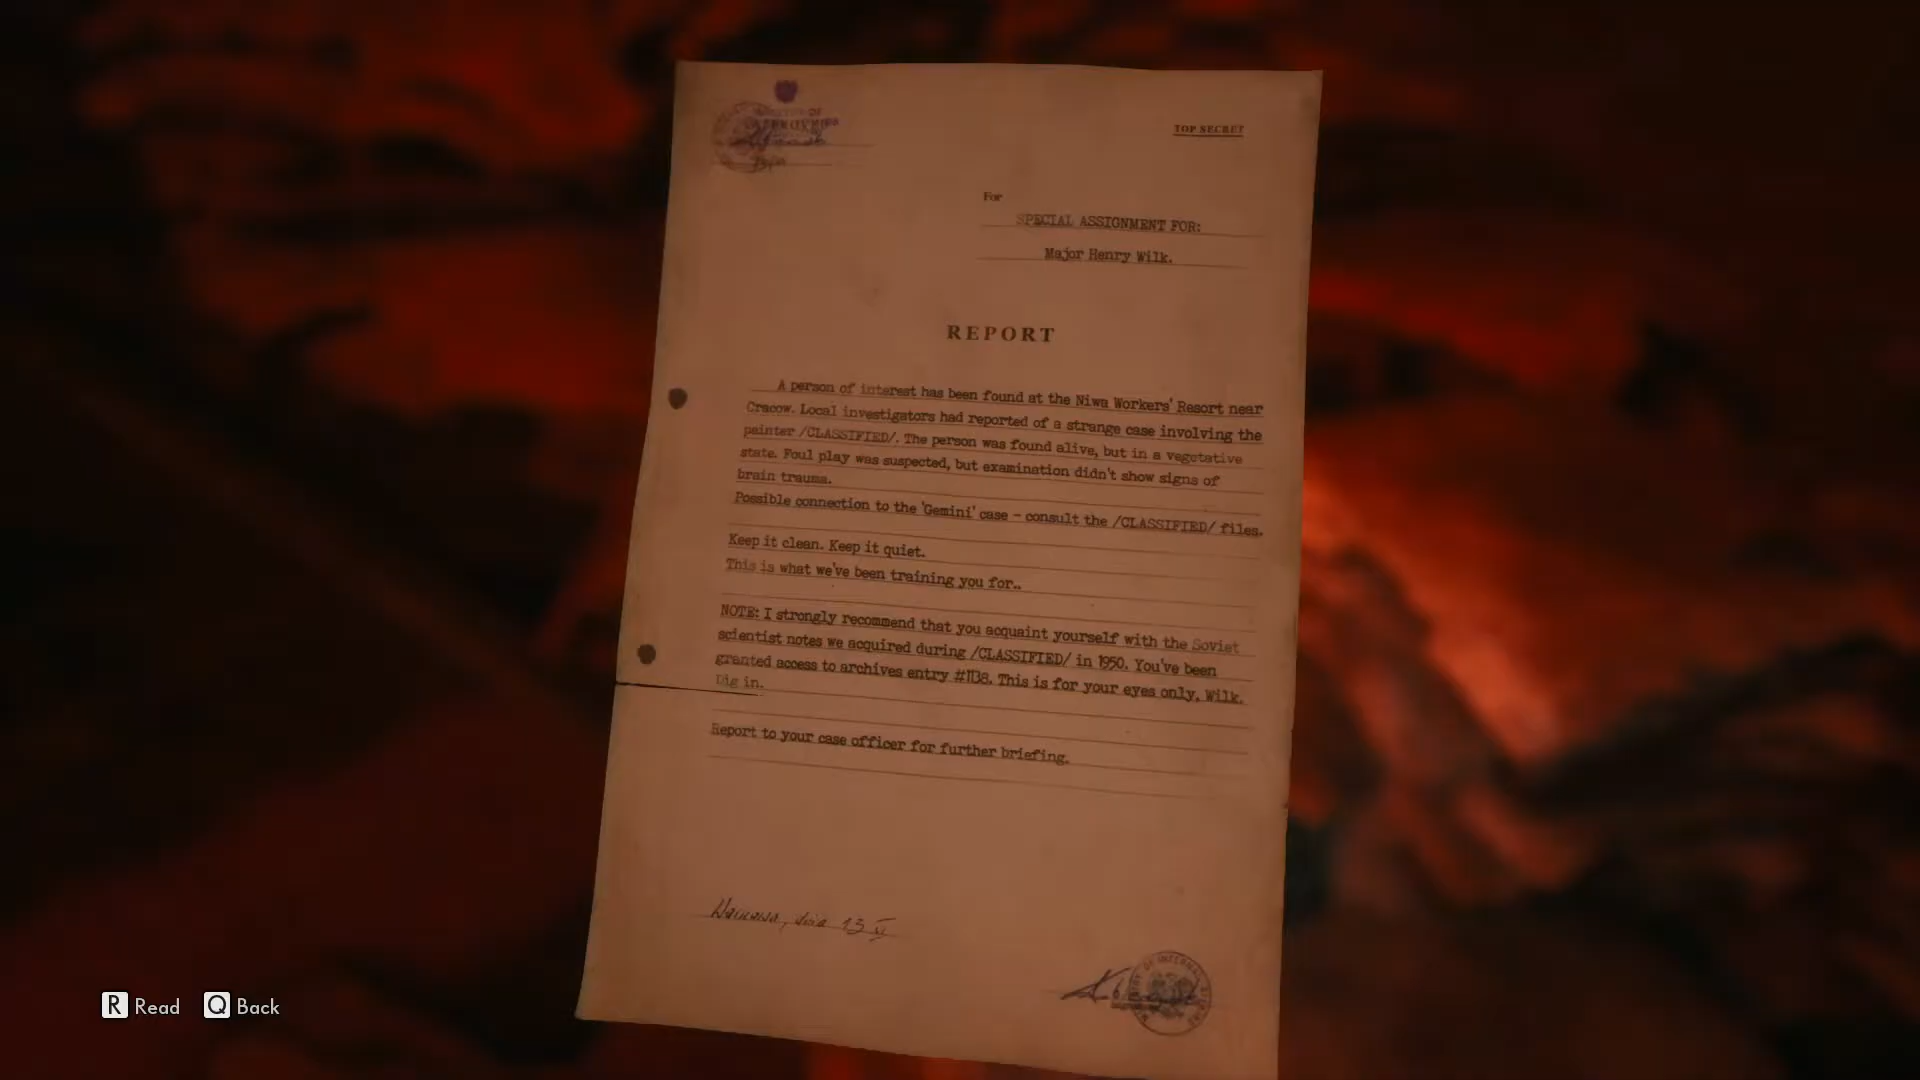 TOP SECRET
For
SPECIAL ASSIGNMENT FOR:
Major Henry Wilk.
REPORT
A person of interest has been found at the Niwa Workers' Resort near
Cracow. Local investigators had reported of a strange case involving the
painter /CLASSIFIED/. The person was found alive, but in a vegetative
state. Foul play was suspected, but examination didn't show signs of
brain trauma.
Possible connection to the 'Gemini' case - consult the /CLASSIFIED/ files.
Keep it clean. Keep it quiet.
This is what we've been training you for..
NOTE: I strongly recommend that you acquaint yourself with the Soviet
scientist notes we acquired during /CLASSIFIED/ in 1950. You've been
granted access to archives entry #1138. This is for your eyes only, Wilk.
Dig in.
Report to your case officer for further briefing.
dnia 13
OF INTERNAL
R Read Q Back